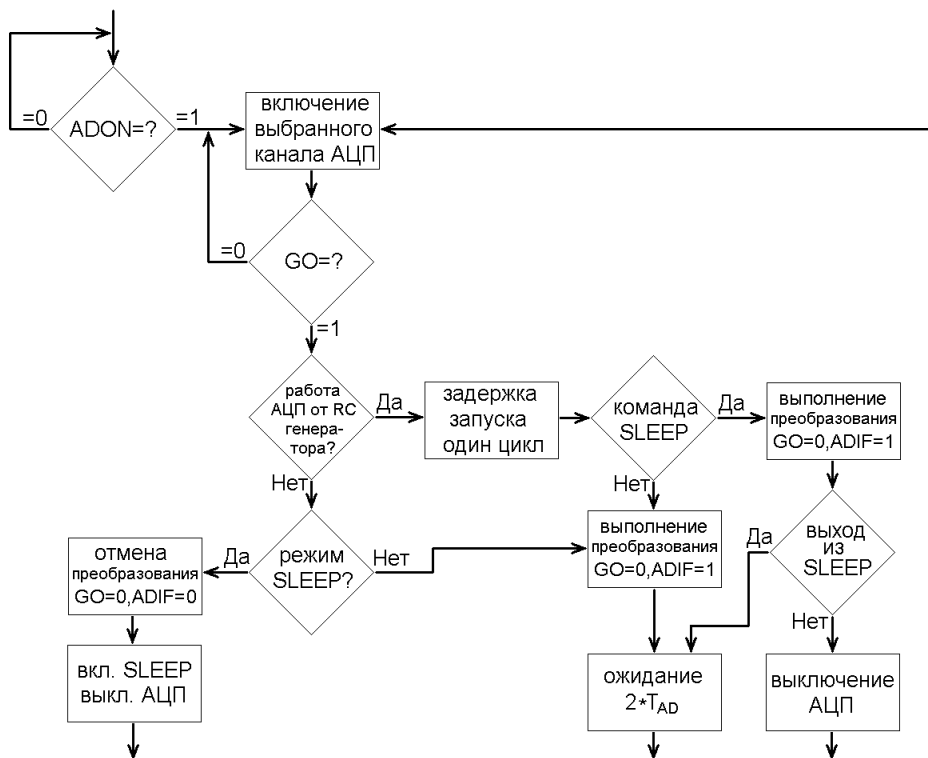 =0
ADON=?
=1
включение
выбранного
канала АЦП
=0
GO=?
=1
работа
АЦП от RC
генера-
тора?
Да
Нет
задержка
запуска
один цикл
команда
SLEEP
Да
Нет
выполнение
преобразования
GO=0,ADIF=1
режим
SLEEP?
Да
Нет
отмена
преобразования
GO=0,ADIF=0
выполнение
преобразования
GO=0,ADIF=1
выход
из
SLEEP
Да
Нет
вкл. SLEEP
выкл. АЦП
ожидание
2*TAD
выключение
АЦП